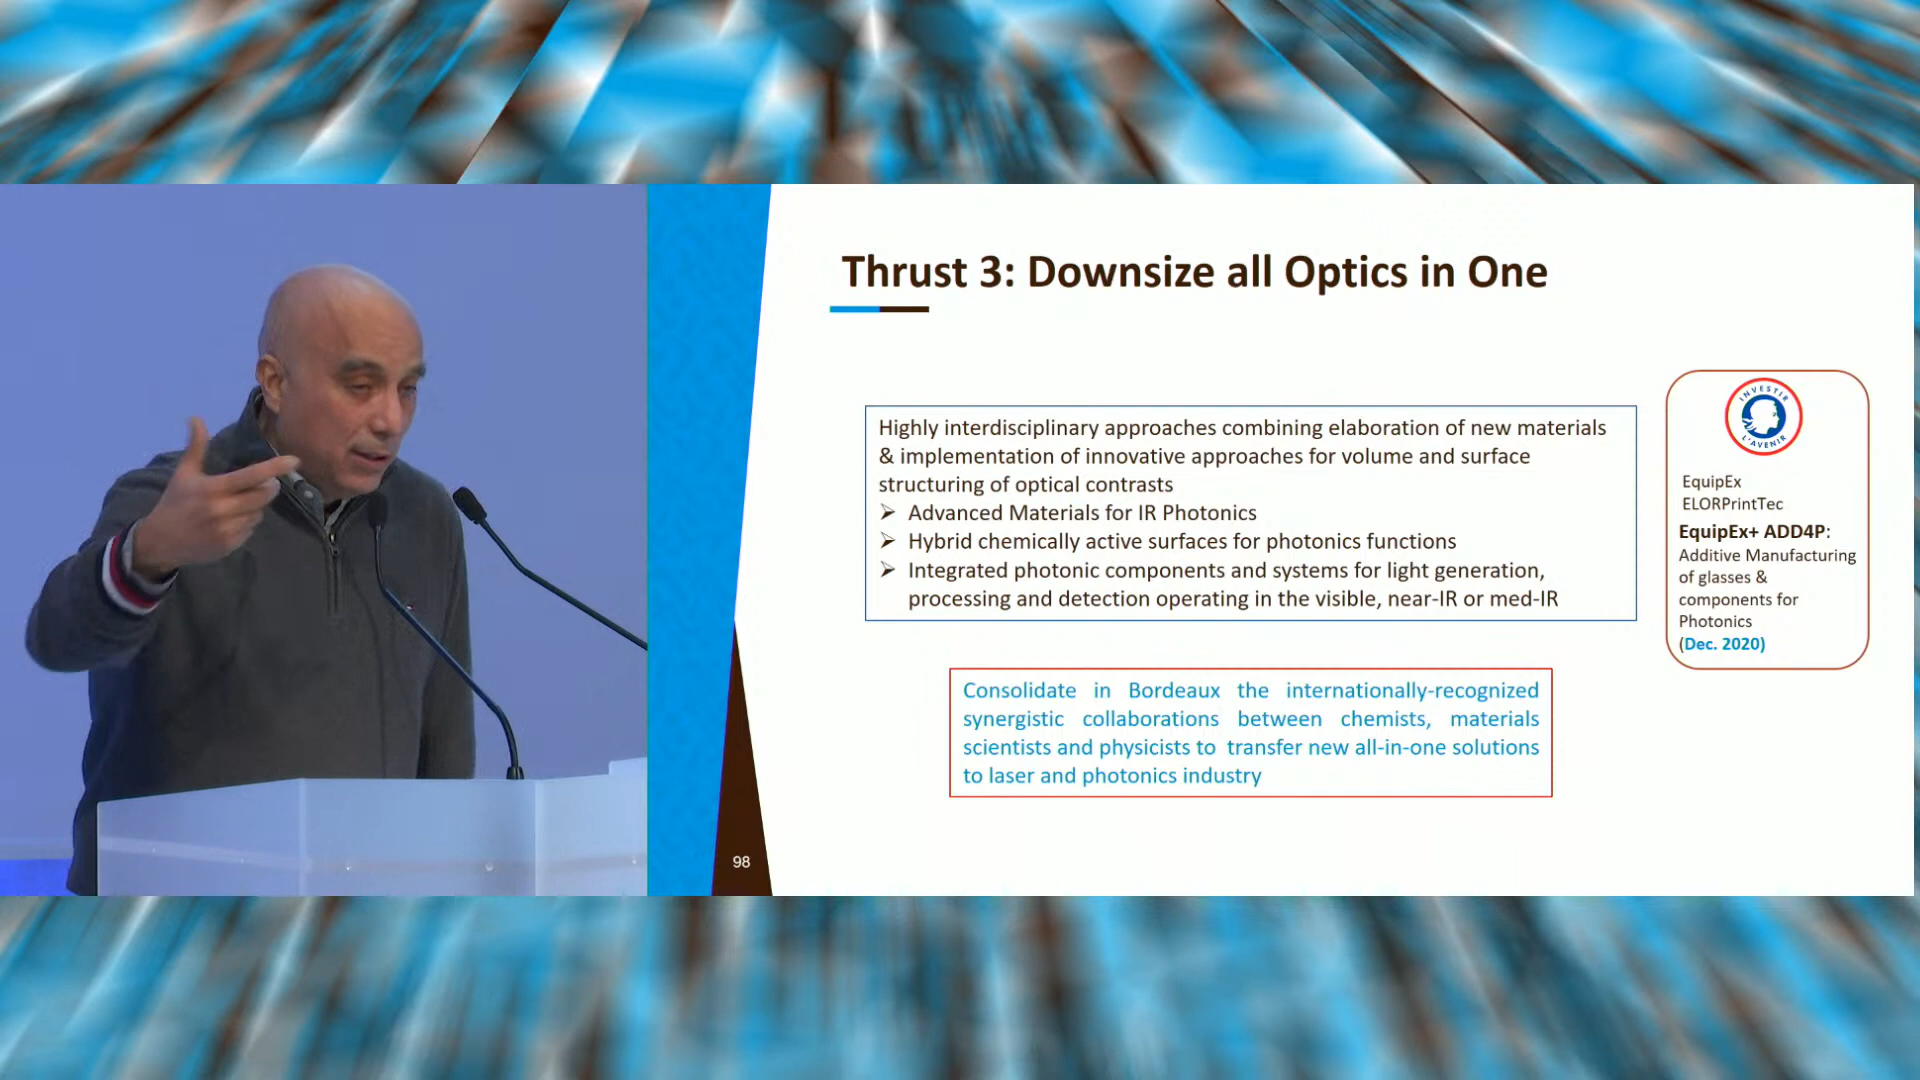 Thrust 3: Downsize all Optics in One
Highly interdisciplinary approaches combining elaboration of new materials
& implementation of innovative approaches for volume and surface
structuring of optical contrasts
➢ Advanced Materials for IR Photonics
➢ Hybrid chemically active surfaces for photonics functions
➢ Integrated photonic components and systems for light generation,
processing and detection operating in the visible, near-IR or med-IR
INVESTIR
L'AVENIR
EquipEx
ELORPrintTec
EquipEx+ ADD4P:
Additive Manufacturing
of glasses &
components for
Photonics
(Dec. 2020)
Consolidate in Bordeaux the internationally-recognized
synergistic collaborations between chemists, materials
scientists and physicists to transfer new all-in-one solutions
to laser and photonics industry
98